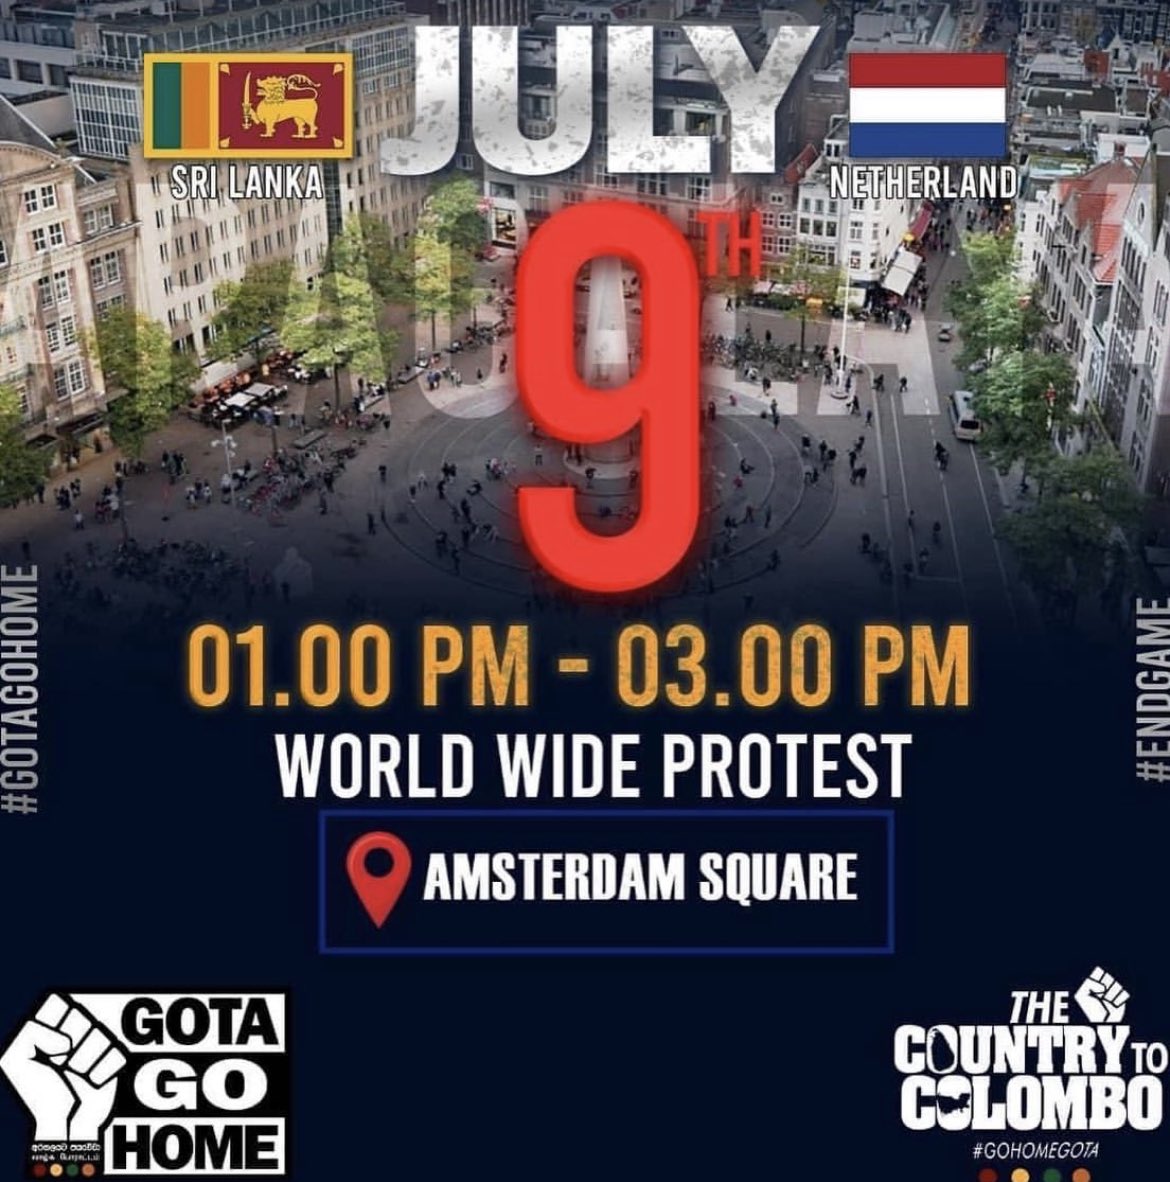 JULY
SRI LANKA
NETHERLAND
9TH
#GOTAGOHOME
#ENDGAME
01.00 PM - 03.00 PM
WORLD WIDE PROTEST
AMSTERDAM SQUARE
GOTA
GO
HOME
THE
COUNTRY TO
COLOMBO
#GOHOMEGOTA